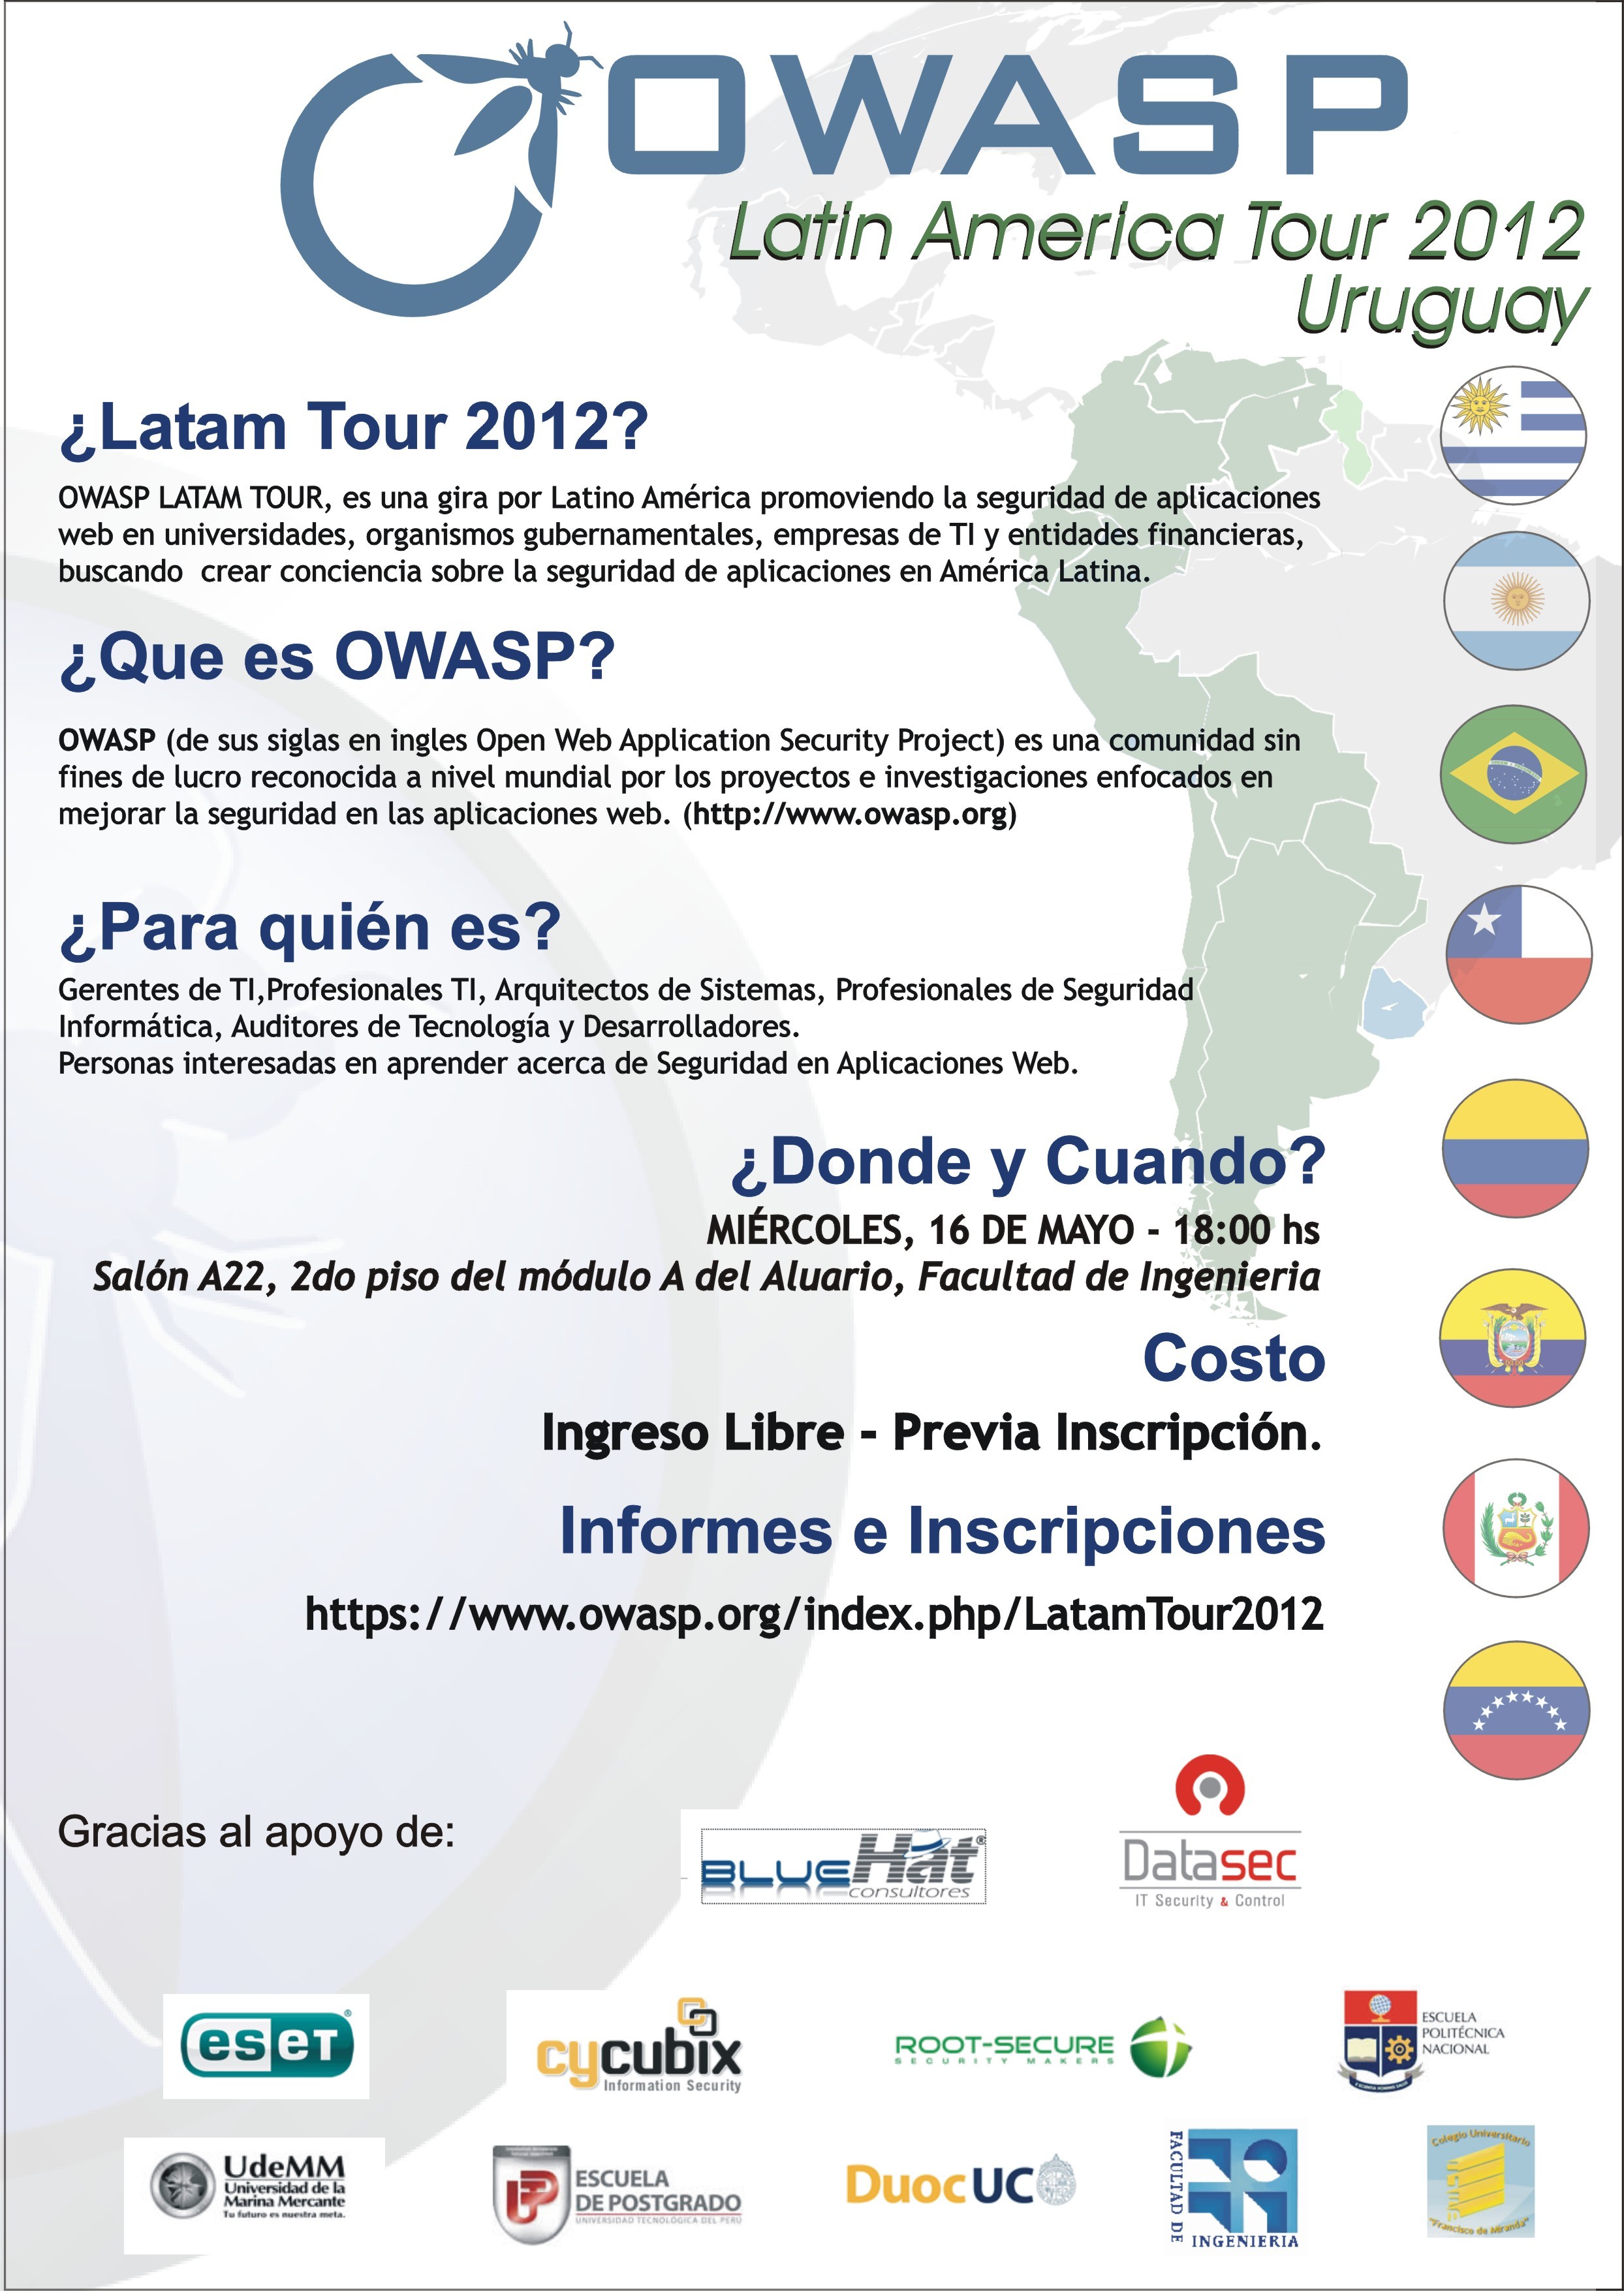 OWASP
Latin America Tour 2012
Uruguay
¿Latam Tour 2012?
OWASP LATAM TOUR, es una gira por Latino América promoviendo la seguridad de aplicaciones
web en universidades, organismos gubernamentales, empresas de TI y entidades financieras,
buscando crear conciencia sobre la seguridad de aplicaciones en América Latina.
¿Que es OWASP?
OWASP (de sus siglas en ingles Open Web Application Security Project) es una comunidad sin
fines de lucro reconocida a nivel mundial por los proyectos e investigaciones enfocados en
mejorar la seguridad en las aplicaciones web. (http://www.owasp.org)
¿Para quién es?
Gerentes de TI,Profesionales TI, Arquitectos de Sistemas, Profesionales de Seguridad
Informática, Auditores de Tecnología y Desarrolladores.
Personas interesadas en aprender acerca de Seguridad en Aplicaciones Web.
¿Donde y Cuando?
MIÉRCOLES, 16 DE MAYO - 18:00 hs
Salón A22, 2do piso del módulo A del Aluario, Facultad de Ingenieria
Costo
Ingreso Libre - Previa Inscripción.
Informes e Inscripciones
https://www.owasp.org/index.php/LatamTour2012
Gracias al apoyo de:
BLUEHat®
consultores
Datasec
IT Security & Control
eseT®
cycubix
Information Security
ROOT-SECURE
SECURITY MAKERS
ESCUELA
POLITÉCNICA
NACIONAL
UdeMM
Universidad de la
Marina Mercante
Tu futuro es nuestra meta.
UTP
ESCUELA
DE POSTGRADO
UNIVERSIDAD TECNOLÓGICA DEL PERÚ
DuocUC
FACULTAD DE
INGENIERIA
Colegio Universitario
"Francisco de Miranda"